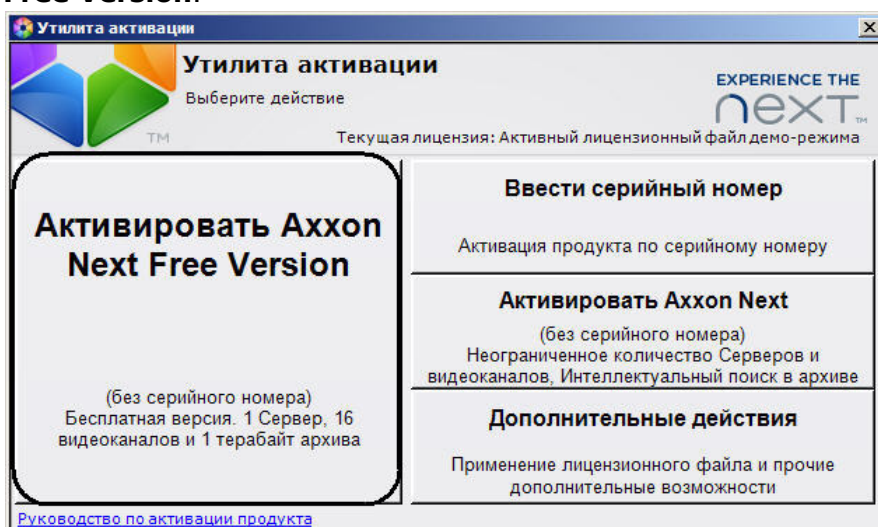 Free Version.
Утилита активации
Утилита активации
Выберите действие
EXPERIENCE THE
next™
TM
Текущая лицензия: Активный лицензионный файл демо-режима
Активировать Axxon
Next Free Version
(без серийного номера)
Бесплатная версия. 1 Сервер, 16
видеоканалов и 1 терабайт архива
Ввести серийный номер
Активация продукта по серийному номеру
Активировать Axxon Next
(без серийного номера)
Неограниченное количество Серверов и
видеоканалов, Интеллектуальный поиск в архиве
Дополнительные действия
Применение лицензионного файла и прочие
дополнительные возможности
Руководство по активации продукта